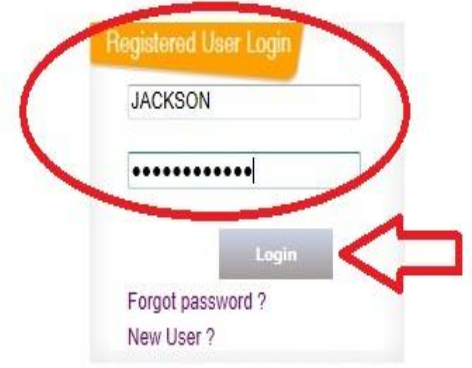 Registered User Login
JACKSON
••••••••••••
Login
Forgot password ?
New User ?